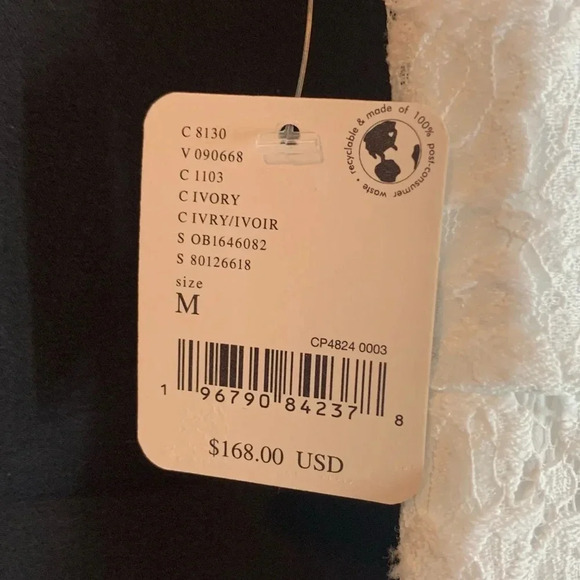 recyclable & made of 100% post-consumer waste •
C 8130
V 090668
C 1103
C IVORY
C IVRY/IVOIR
S OB1646082
S 80126618
size
M
CP4824 0003
1 96790 84237 8
$168.00 USD